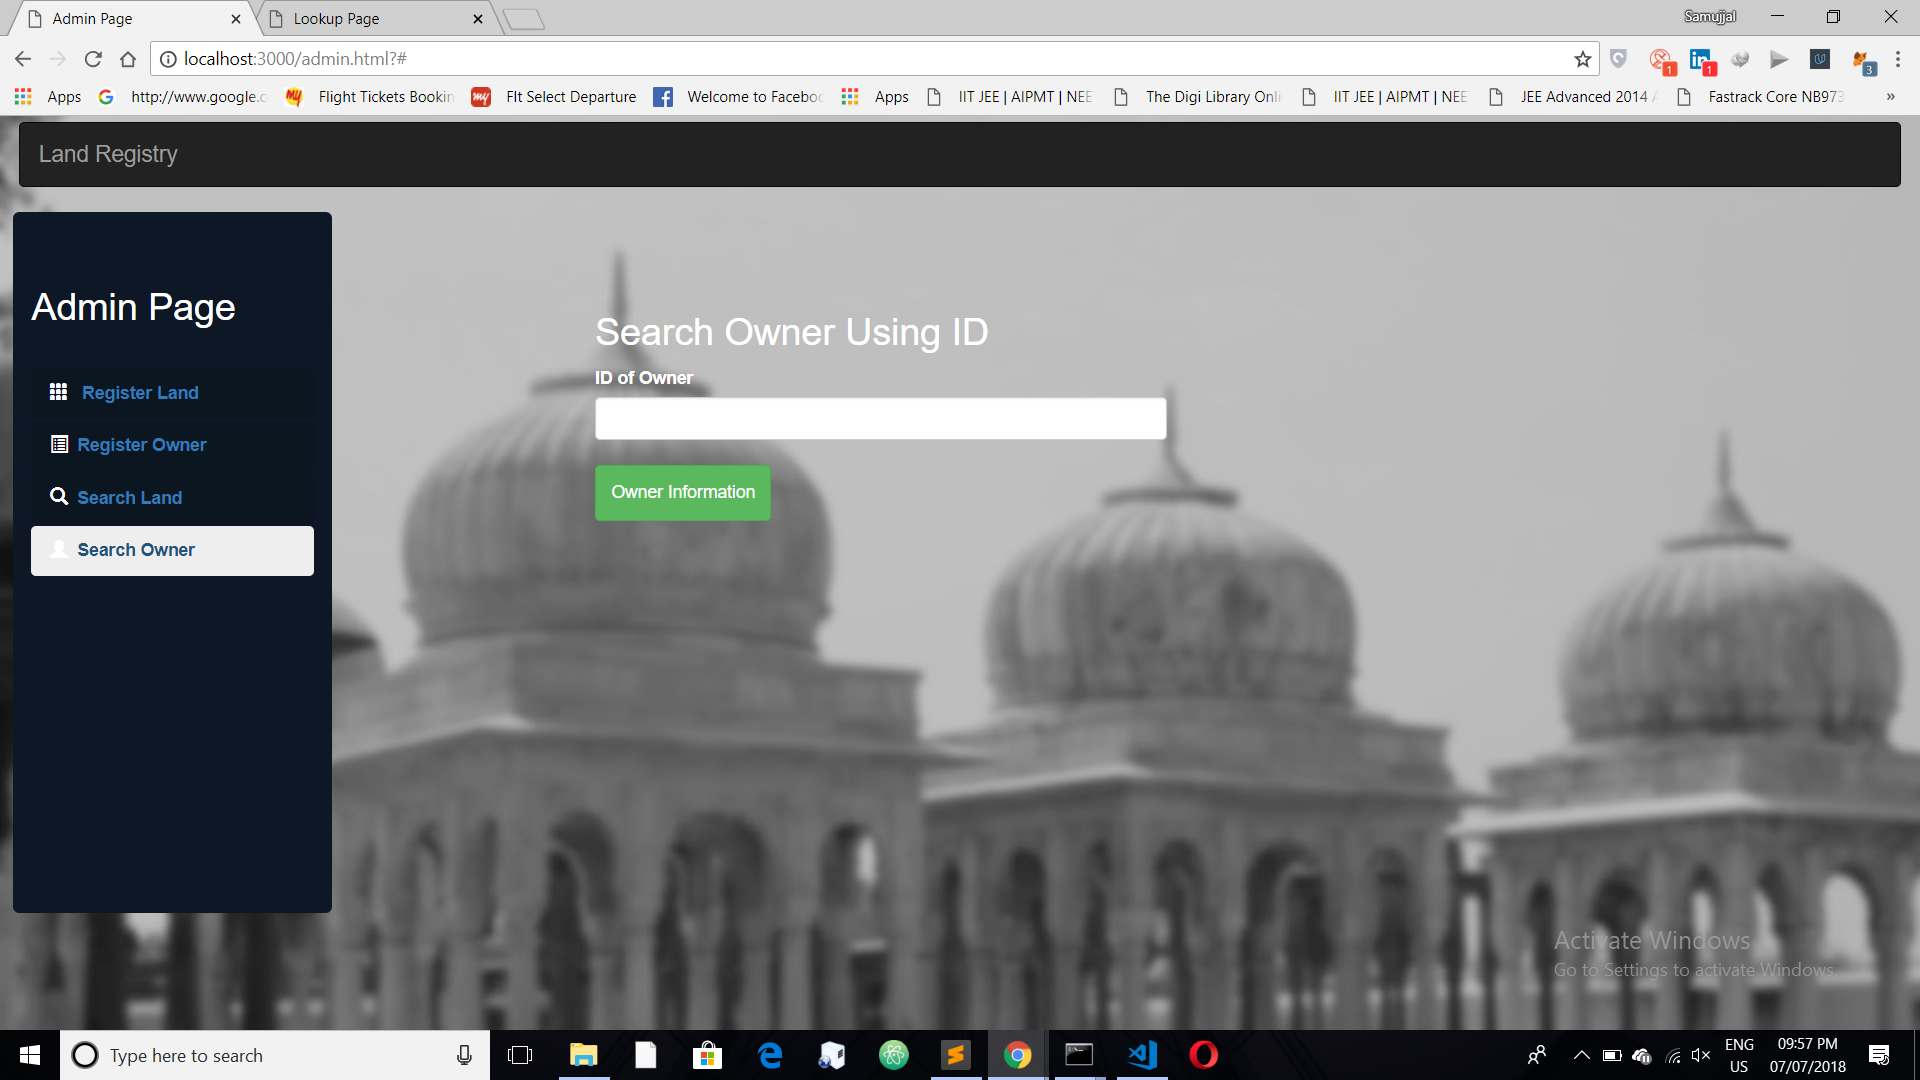 Admin Page
Lookup Page
Samujjal
localhost:3000/admin.html?#
1
1
3
Apps
http://www.google.c
Flight Tickets Bookin
Flt Select Departure
Welcome to Faceboo
Apps
IIT JEE | AIPMT | NEE
The Digi Library Onli
IIT JEE | AIPMT | NEE
JEE Advanced 2014 A
Fastrack Core NB973
»
Land Registry
Admin Page
Register Land
Register Owner
Search Land
Search Owner
Search Owner Using ID
ID of Owner
Owner Information
Activate Windows
Go to Settings to activate Windows.
Type here to search
ENG
US
09:57 PM
07/07/2018